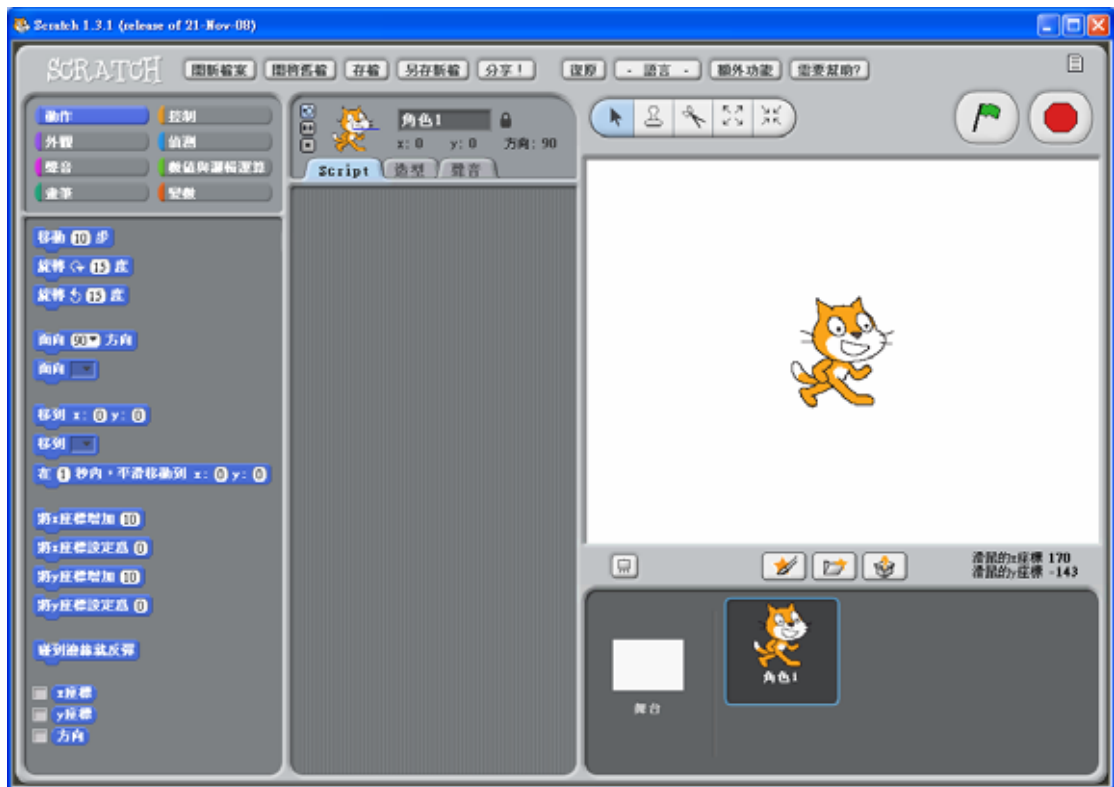 Scratch 1.3.1 (release of 21-Nov-08)
SCRATCH 開新檔案 開啟舊檔 存檔 另存新檔 分享！ 復原 - 語言 - 額外功能 需要幫助?
動作 控制
外觀 偵測
聲音 數值與邏輯運算
畫筆 變數
角色1
x: 0 y: 0 方向: 90
Script 造型 聲音
移動 10 步
旋轉 15 度
旋轉 15 度
面向 90 方向
面向
移到 x: 0 y: 0
移到
在 1 秒內，平滑移動到 x: 0 y: 0
將x座標增加 10
將x座標設定為 0
將y座標增加 10
將y座標設定為 0
碰到邊緣就反彈
x座標
y座標
方向
滑鼠的x座標 170
滑鼠的y座標 -143
角色1
舞台